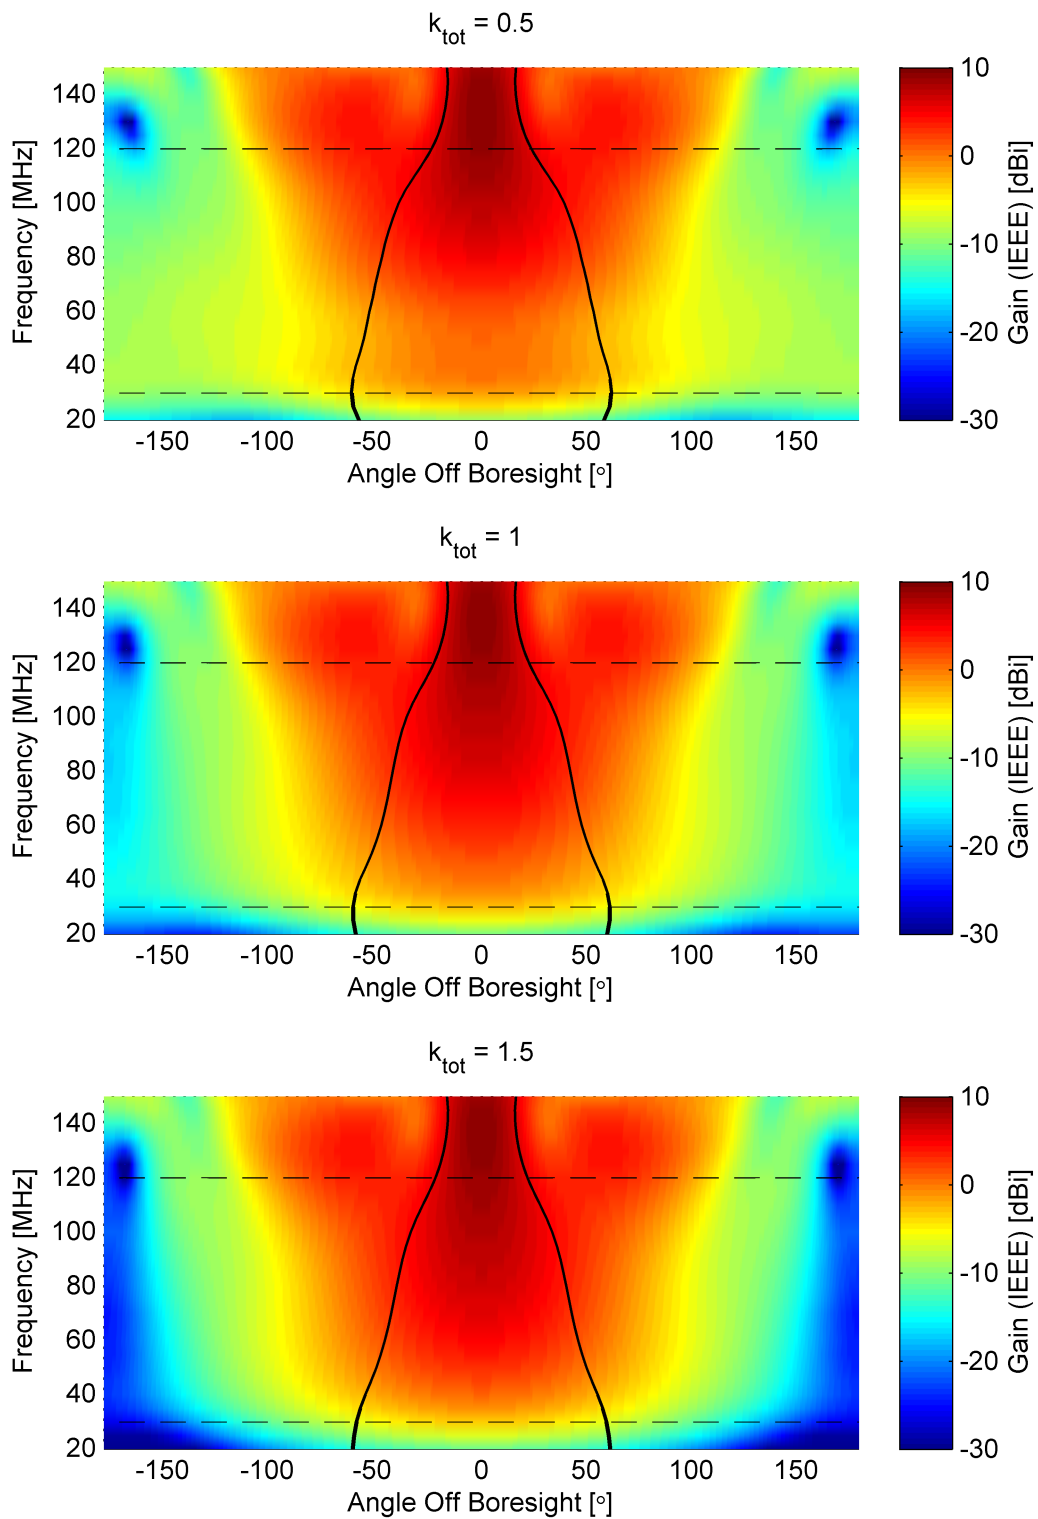 k_tot = 0.5
140
120
100
80
60
40
20
Frequency [MHz]
-150 -100 -50 0 50 100 150
Angle Off Boresight [°]
10
0
-10
-20
-30
Gain (IEEE) [dBi]
k_tot = 1
140
120
100
80
60
40
20
Frequency [MHz]
-150 -100 -50 0 50 100 150
Angle Off Boresight [°]
10
0
-10
-20
-30
Gain (IEEE) [dBi]
k_tot = 1.5
140
120
100
80
60
40
20
Frequency [MHz]
-150 -100 -50 0 50 100 150
Angle Off Boresight [°]
10
0
-10
-20
-30
Gain (IEEE) [dBi]